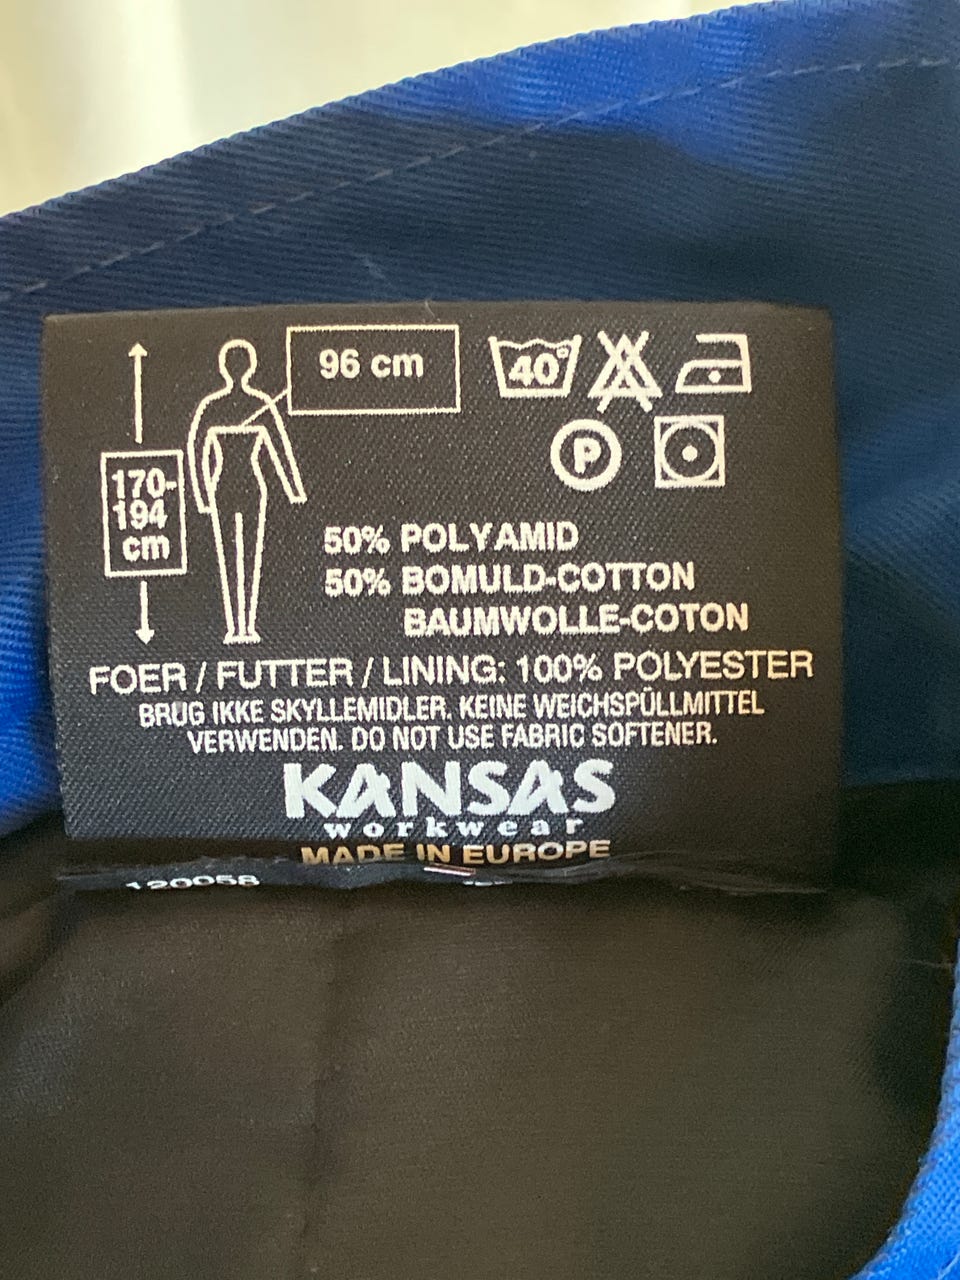 96 cm
40°
170-
194
cm
P
50% POLYAMID
50% BOMULD-COTTON
BAUMWOLLE-COTON
FOER / FUTTER / LINING: 100% POLYESTER
BRUG IKKE SKYLLEMIDLER. KEINE WEICHSPÜLLMITTEL
VERWENDEN. DO NOT USE FABRIC SOFTENER.
KANSAS
workwear
MADE IN EUROPE
120058